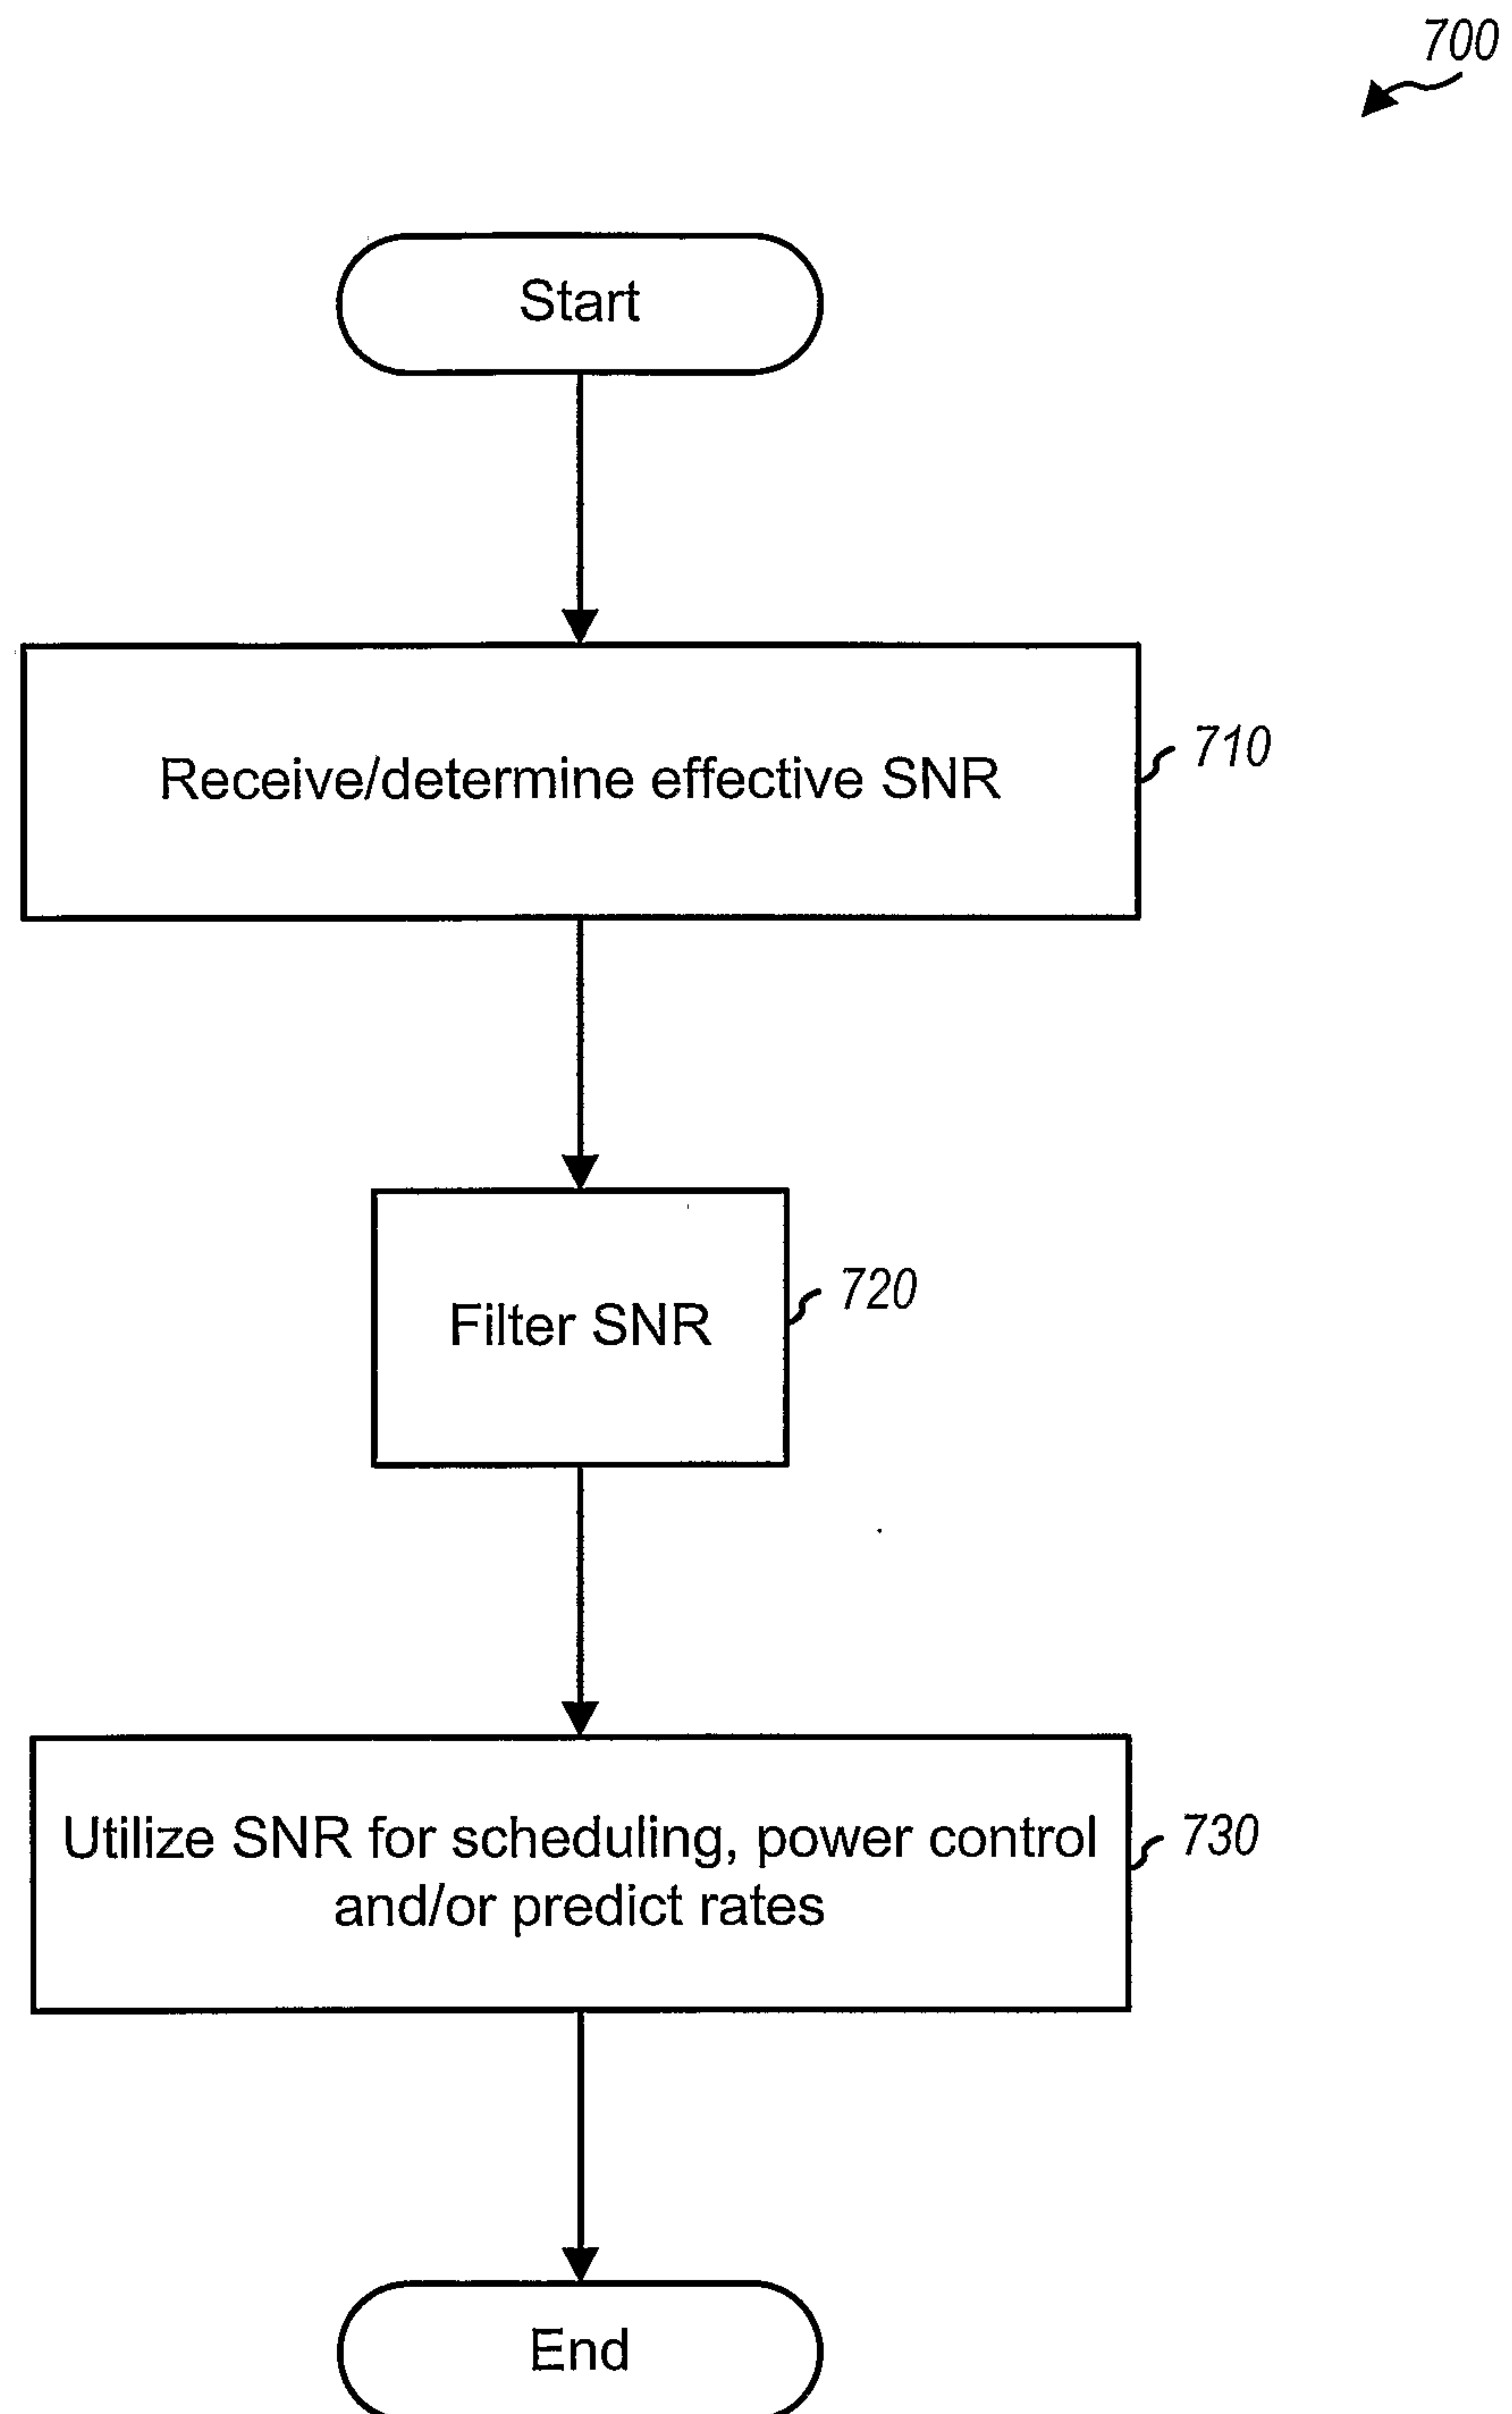 700
Start
Receive/determine effective SNR
710
Filter SNR
720
Utilize SNR for scheduling, power control
and/or predict rates
730
End